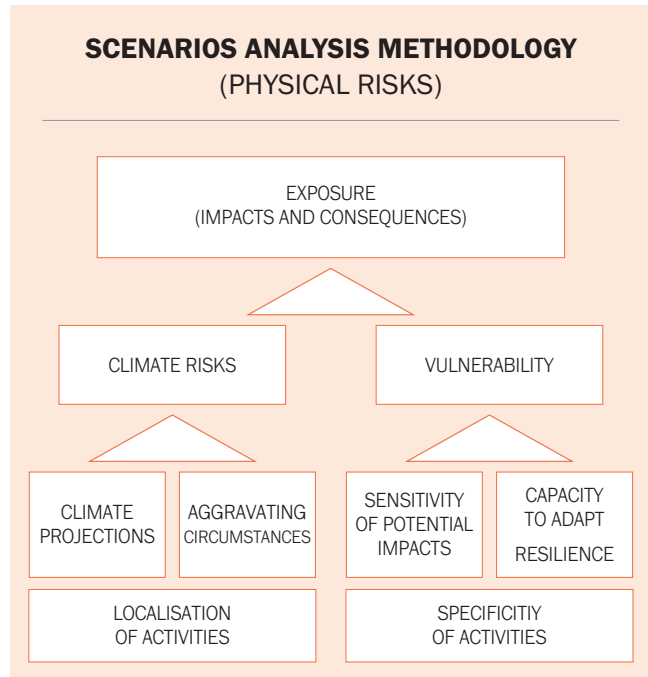 SCENARIOS ANALYSIS METHODOLOGY
(PHYSICAL RISKS)
EXPOSURE
(IMPACTS AND CONSEQUENCES)
CLIMATE RISKS
VULNERABILITY
CLIMATE
PROJECTIONS
AGGRAVATING
CIRCUMSTANCES
SENSITIVITY
OF POTENTIAL
IMPACTS
CAPACITY
TO ADAPT
RESILIENCE
LOCALISATION
OF ACTIVITIES
SPECIFICITIY
OF ACTIVITIES